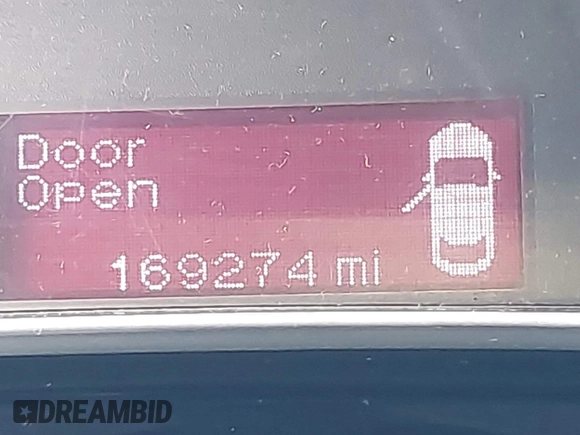 Door
Open
169274 mi
DREAMBID